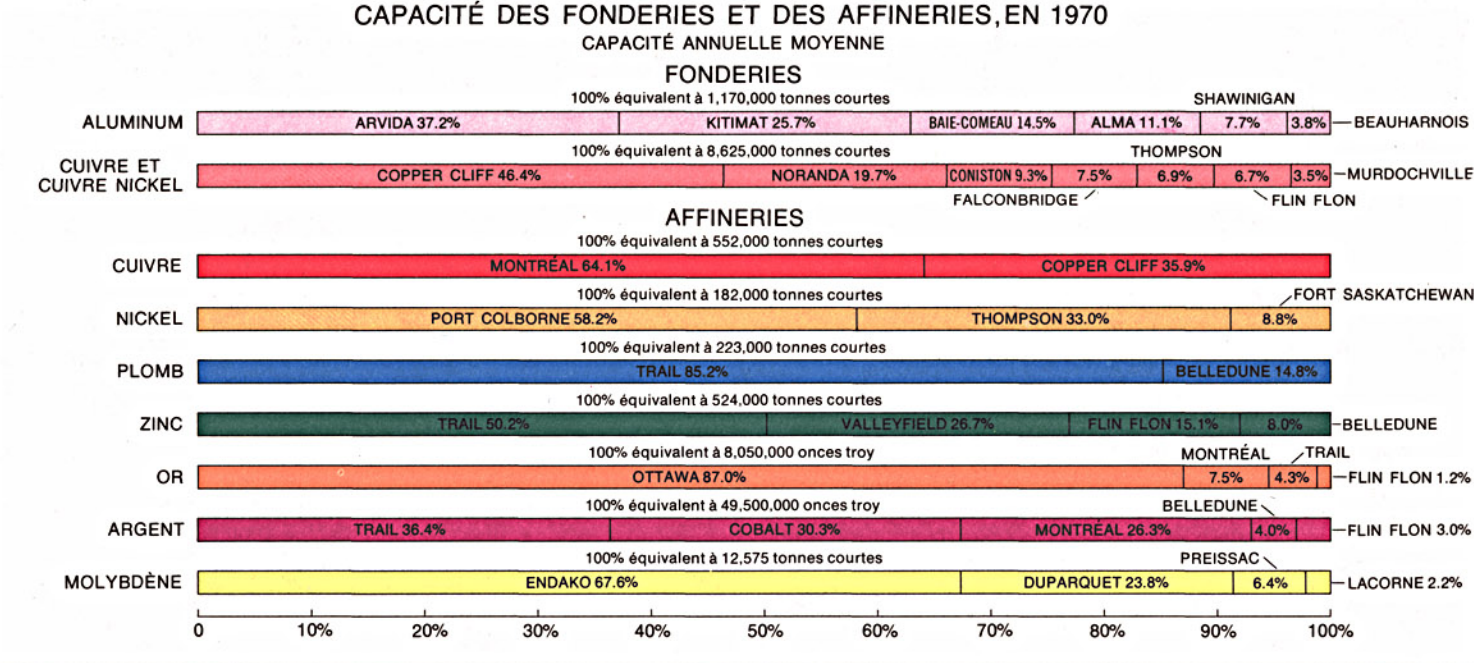 CAPACITÉ DES FONDERIES ET DES AFFINERIES, EN 1970
CAPACITÉ ANNUELLE MOYENNE
FONDERIES
100% équivalent à 1,170,000 tonnes courtes
SHAWINIGAN
ALUMINUM
ARVIDA 37.2%
KITIMAT 25.7%
BAIE-COMEAU 14.5%
ALMA 11.1%
7.7%
3.8%
BEAUHARNOIS
100% équivalent à 8,625,000 tonnes courtes
THOMPSON
CUIVRE ET
CUIVRE NICKEL
COPPER CLIFF 46.4%
NORANDA 19.7%
CONISTON 9.3%
7.5%
6.9%
6.7%
3.5%
MURDOCHVILLE
FALCONBRIDGE
FLIN FLON
AFFINERIES
100% équivalent à 552,000 tonnes courtes
CUIVRE
MONTRÉAL 64.1%
COPPER CLIFF 35.9%
100% équivalent à 182,000 tonnes courtes
FORT SASKATCHEWAN
NICKEL
PORT COLBORNE 58.2%
THOMPSON 33.0%
8.8%
100% équivalent à 223,000 tonnes courtes
PLOMB
TRAIL 85.2%
BELLEDUNE 14.8%
100% équivalent à 524,000 tonnes courtes
ZINC
TRAIL 50.2%
VALLEYFIELD 26.7%
FLIN FLON 15.1%
8.0%
BELLEDUNE
100% équivalent à 8,050,000 onces troy
MONTRÉAL
TRAIL
OR
OTTAWA 87.0%
7.5%
4.3%
FLIN FLON 1.2%
100% équivalent à 49,500,000 onces troy
BELLEDUNE
ARGENT
TRAIL 36.4%
COBALT 30.3%
MONTRÉAL 26.3%
4.0%
FLIN FLON 3.0%
100% équivalent à 12,575 tonnes courtes
PREISSAC
MOLYBDÈNE
ENDAKO 67.6%
DUPARQUET 23.8%
6.4%
LACORNE 2.2%
0 10% 20% 30% 40% 50% 60% 70% 80% 90% 100%